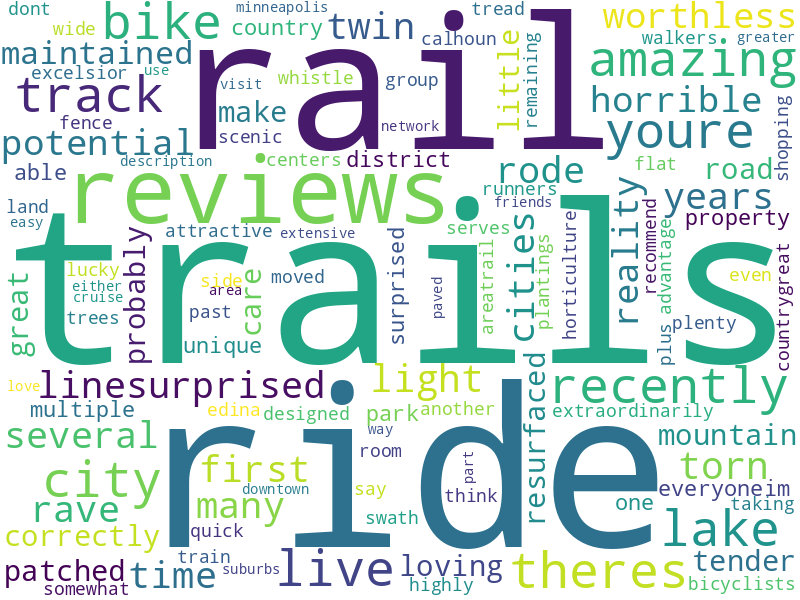 dont
wide
bike
minneapolis
country
twin
tread
calhoun
worthless
walkers
greater
maintained
excelsior
use
rail
little
remaining
amazing
track
fence
visit
whistle
group
make
scenic
network
horrible
youre
shopping
potential
description
centers
district
able
reviews
rode
runners
friends
flat
road
years
land
easy
attractive
extensive
serves
property
trails
great
lucky
either
cruise
trees
probably
side
area
care
past
moved
unique
surprised
paved
areatrail
cities
plantings
horticulture
reality
recommend
plus
advantage
even
plenty
countrygreat
love
linesurprised
light
recently
multiple
edina
designed
park
another
extraordinarily
several
way
room
resurfaced
mountain
city
first
ride
part
think
torn
downtown
say
everyoneim
rave
many
swath
one
taking
correctly
quick
lake
patched
train
suburbs
live
loving
theres
tender
somewhat
time
highly
bicyclists